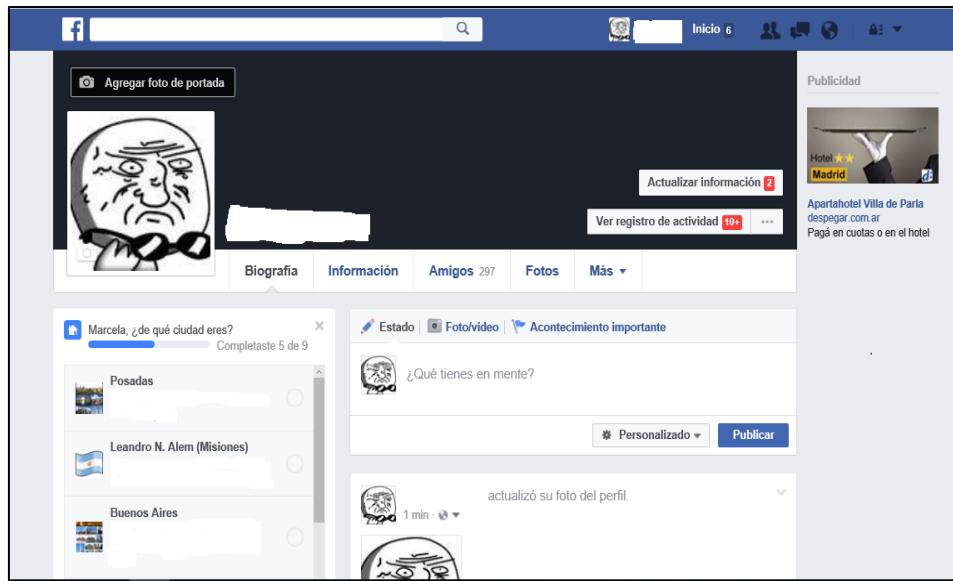 f
Inicio 6
Agregar foto de portada
Publicidad
Hotel
Madrid
d
Actualizar información 2
Apartahotel Villa de Parla
despegar.com.ar
Pagá en cuotas o en el hotel
Ver registro de actividad 10+ ...
Biografía Información Amigos 297 Fotos Más
Marcela, ¿de qué ciudad eres?
Completaste 5 de 9
Posadas
Leandro N. Alem (Misiones)
Buenos Aires
Estado Foto/video Acontecimiento importante
¿Qué tienes en mente?
Personalizado Publicar
actualizó su foto del perfil.
1 min ·